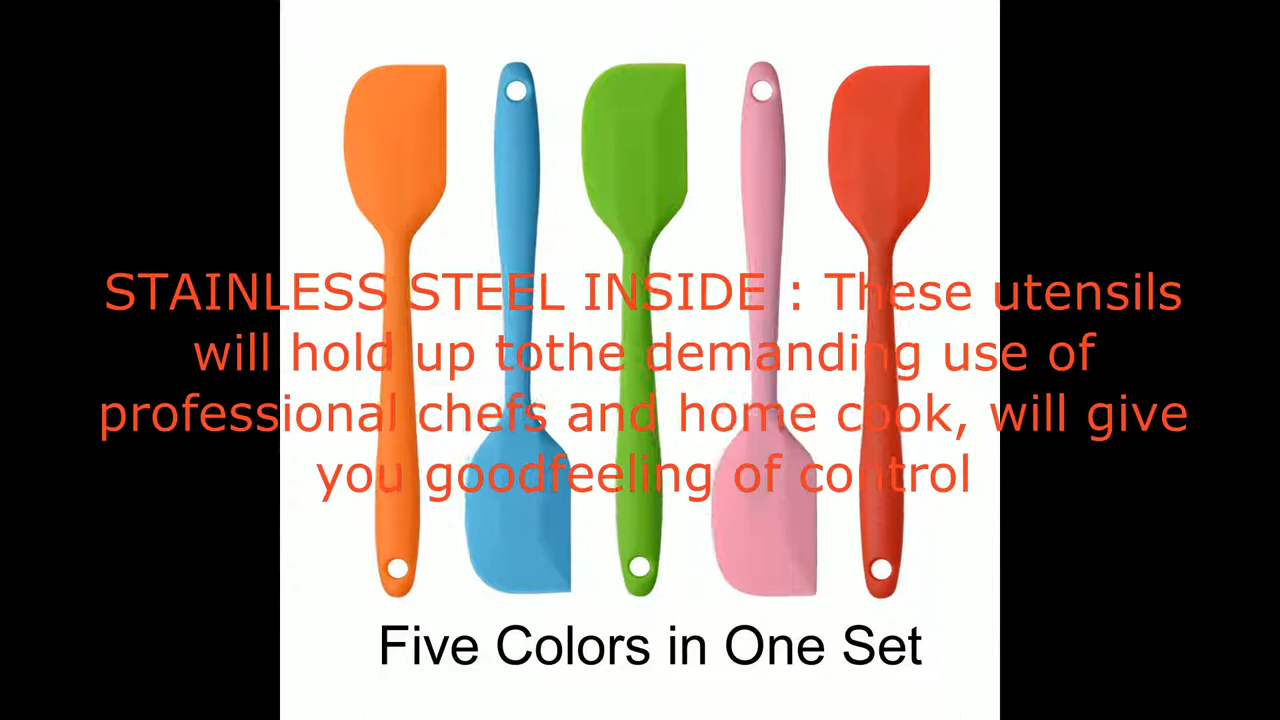 STAINLESS STEEL INSIDE : These utensils
will hold up tothe demanding use of
professional chefs and home cook, will give
you goodfeeling of control
Five Colors in One Set